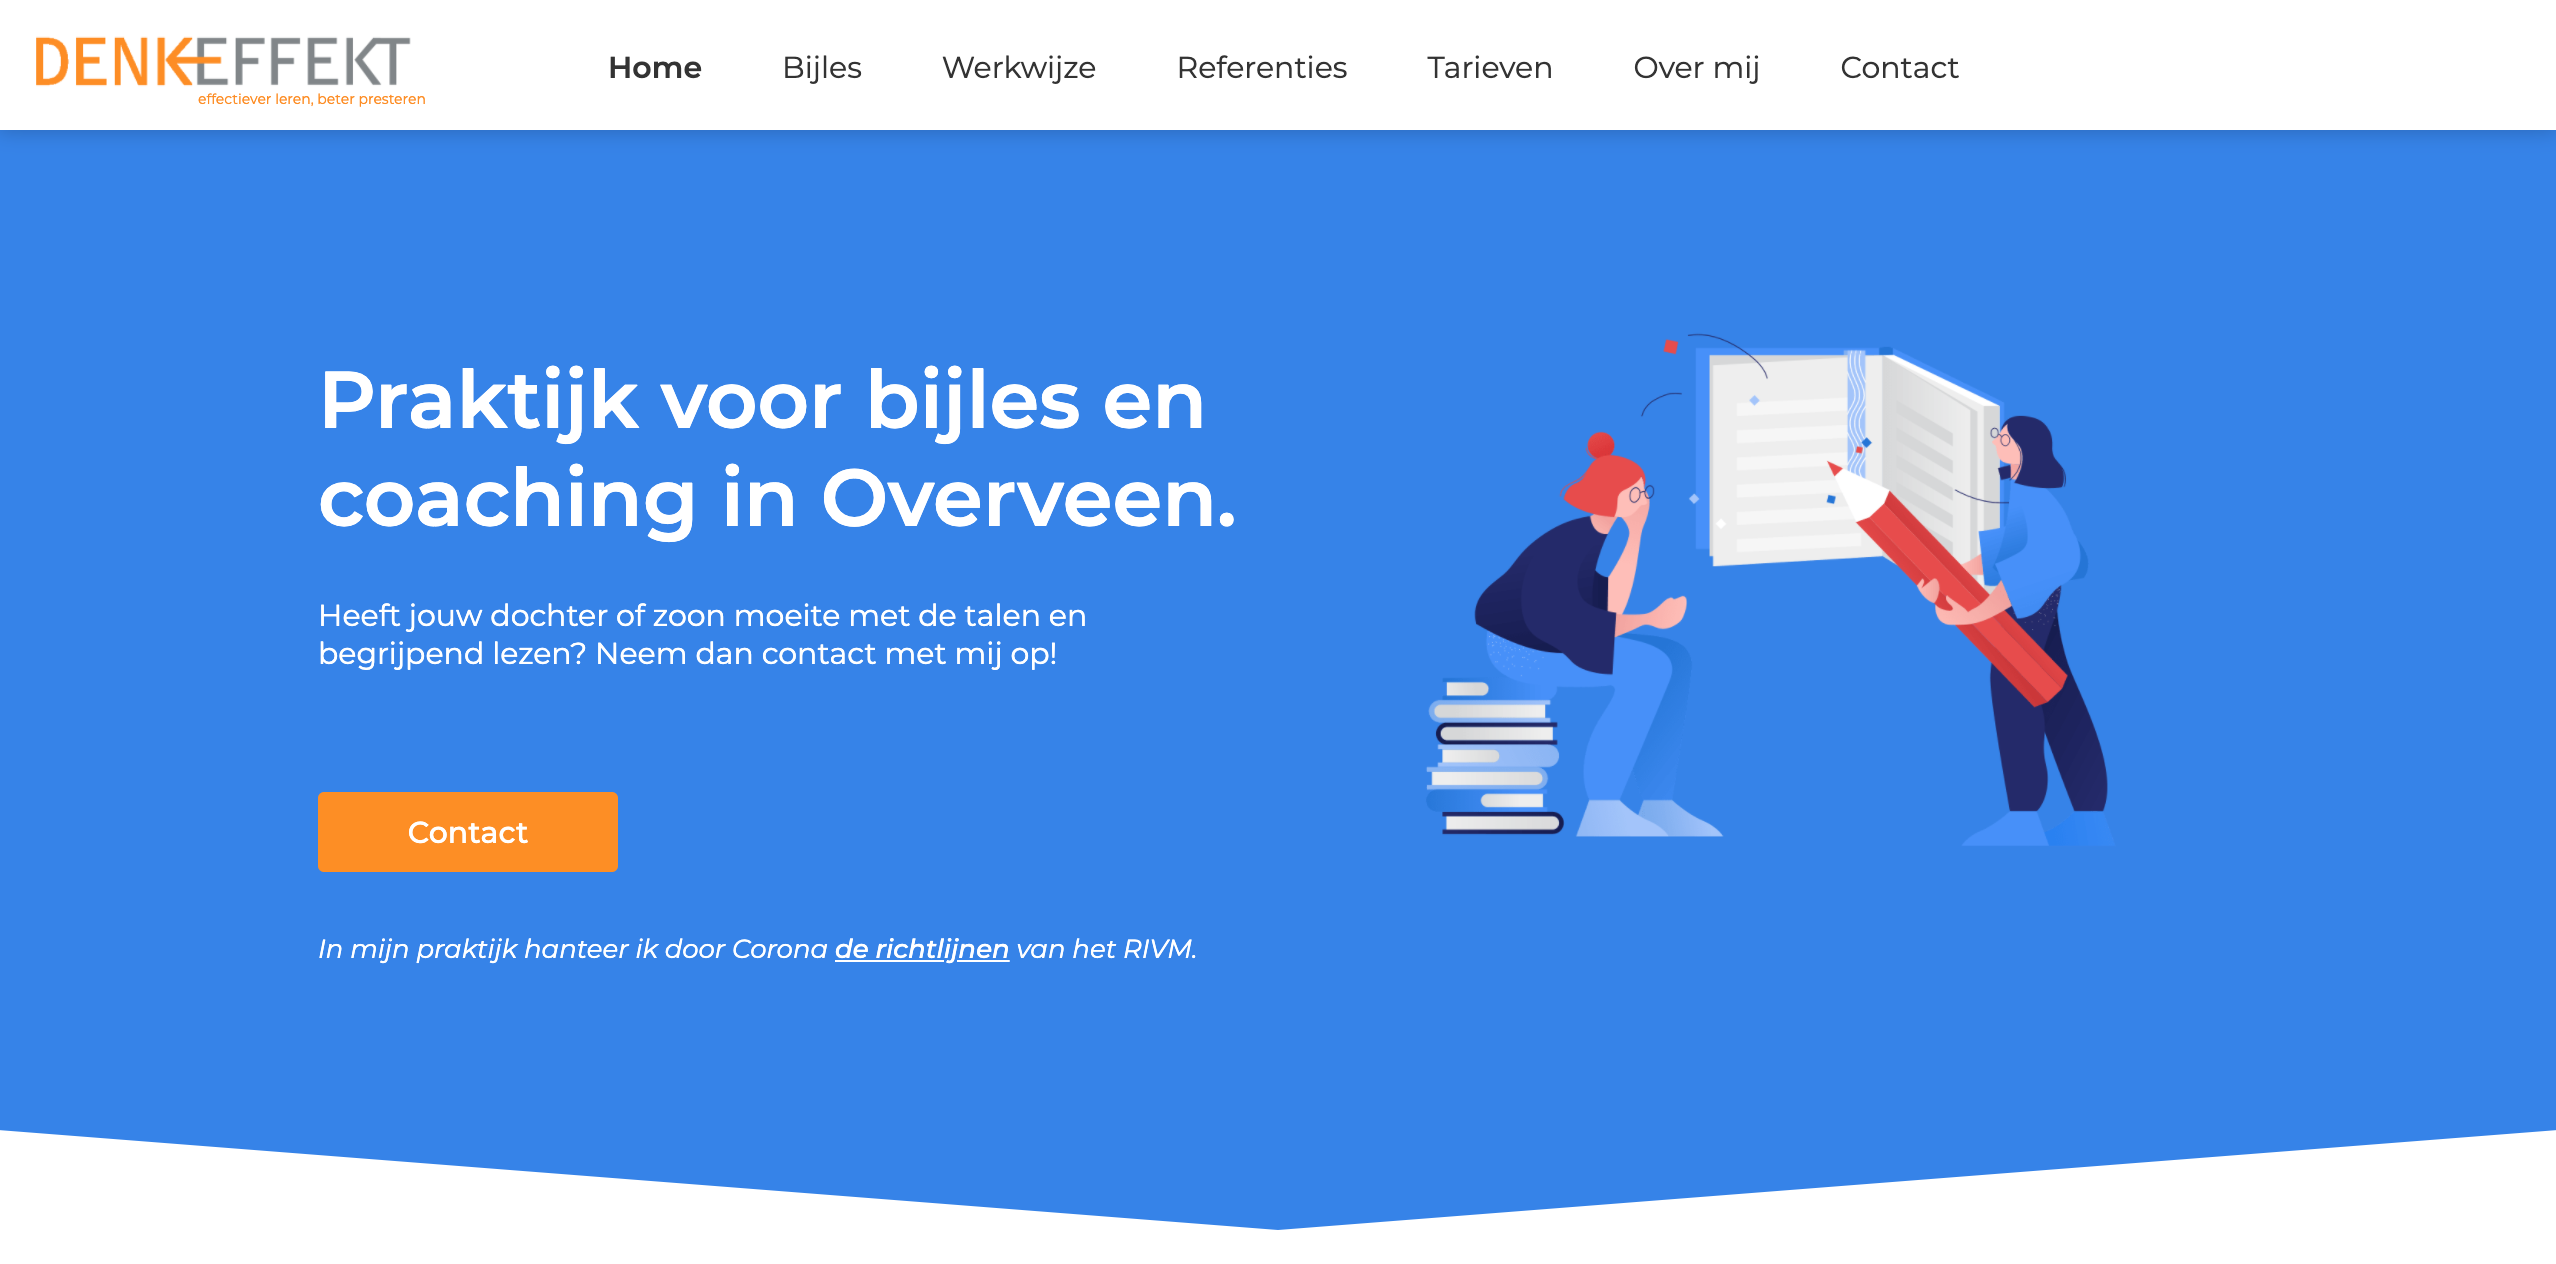 DENKEFFEKT
effectiever leren, beter presteren
Home Bijles Werkwijze Referenties Tarieven Over mij Contact
Praktijk voor bijles en
coaching in Overveen.
Heeft jouw dochter of zoon moeite met de talen en
begrijpend lezen? Neem dan contact met mij op!
Contact
In mijn praktijk hanteer ik door Corona de richtlijnen van het RIVM.